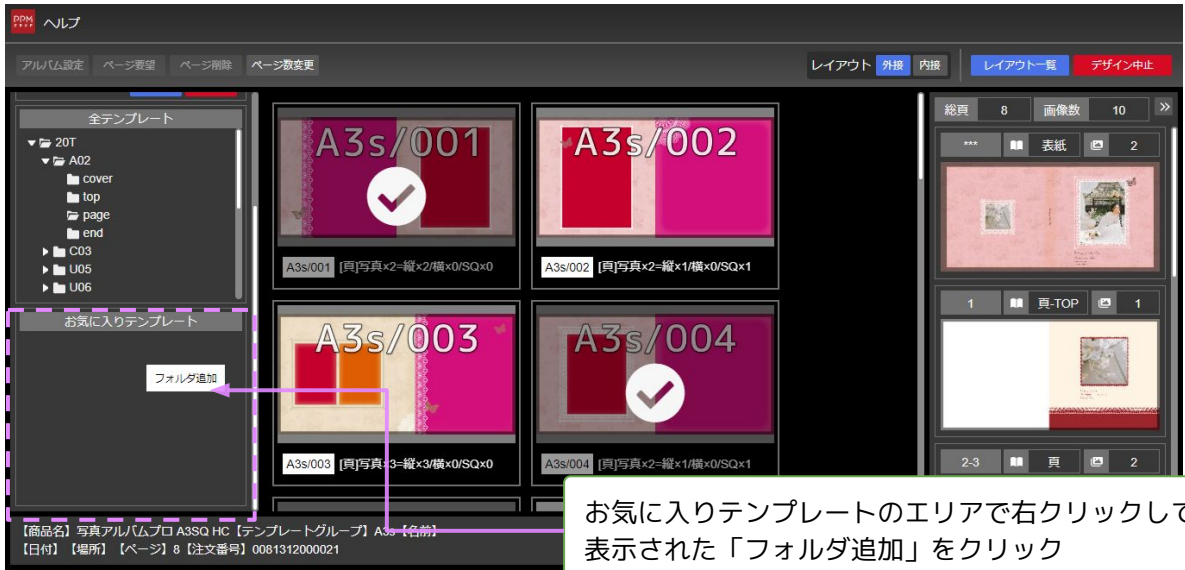 PPM ヘルプ
アルバム設定 ページ要望 ページ削除 ページ数変更 レイアウト 外接 内接 レイアウト一覧 デザイン中止
全テンプレート
20T
A02
cover
top
page
end
C03
U05
U06
お気に入りテンプレート
フォルダ追加
A3s/001
A3s/001 [頁]写真×2=縦×2/横×0/SQ×0
A3s/002
A3s/002 [頁]写真×2=縦×1/横×0/SQ×1
A3s/003
A3s/003 [頁]写真×3=縦×3/横×0/SQ×0
A3s/004
A3s/004 [頁]写真×2=縦×1/横×0/SQ×1
総頁 8 画像数 10 »
*** 表紙 2
1 頁-TOP 1
2-3 頁 2
【商品名】写真アルバムプロ A3SQ HC【テンプレートグループ】A3s【名前】
【日付】【場所】【ページ】8【注文番号】0081312000021
お気に入りテンプレートのエリアで右クリックして
表示された「フォルダ追加」をクリック